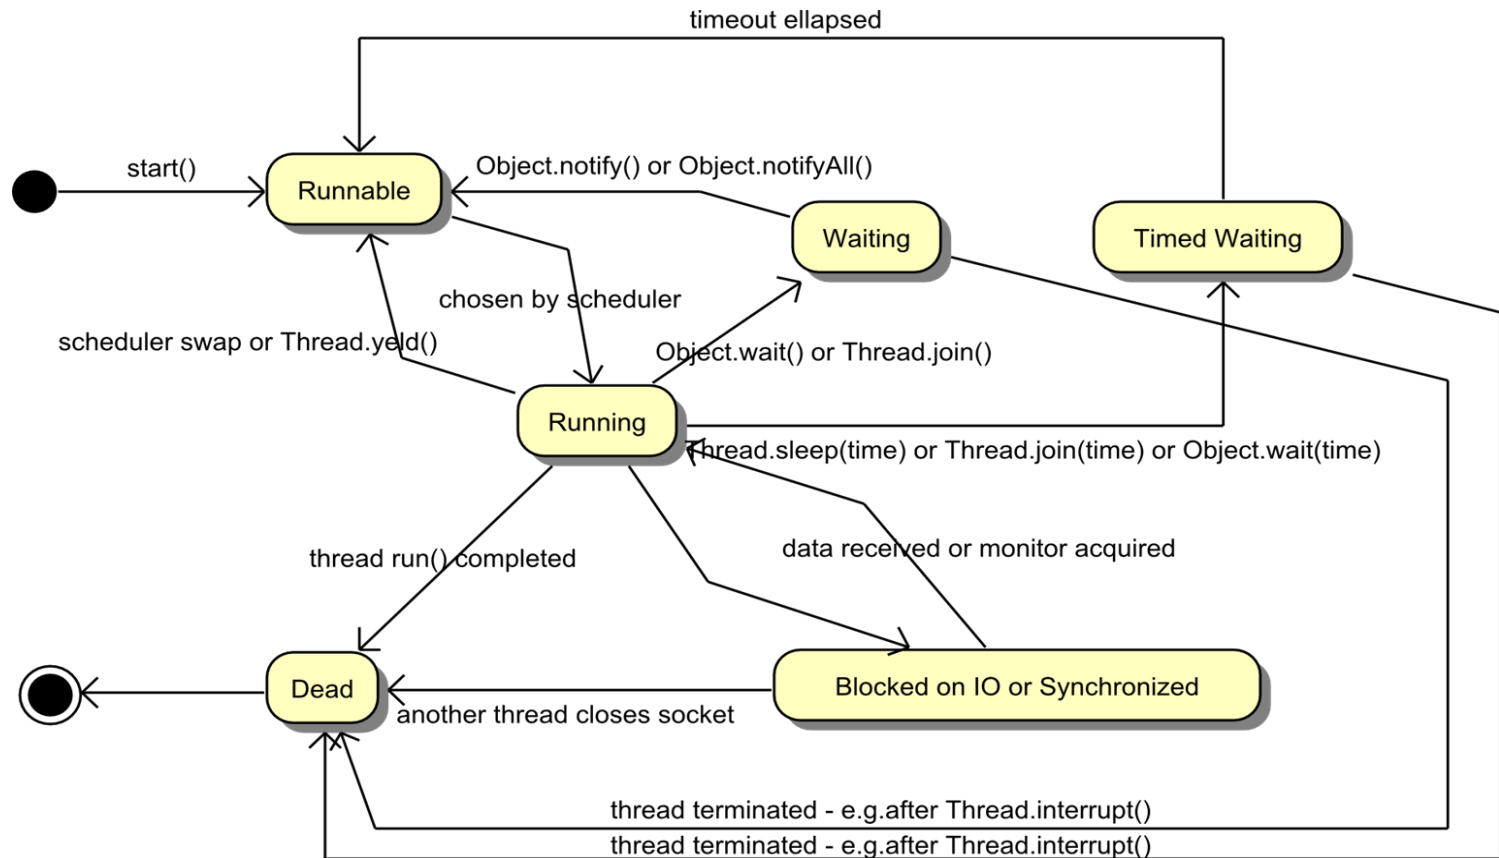 timeout ellapsed
start()
Object.notify() or Object.notifyAll()
Runnable
Waiting
Timed Waiting
chosen by scheduler
scheduler swap or Thread.yeld()
Object.wait() or Thread.join()
Running
Thread.sleep(time) or Thread.join(time) or Object.wait(time)
thread run() completed
data received or monitor acquired
Dead
Blocked on IO or Synchronized
another thread closes socket
thread terminated - e.g.after Thread.interrupt()
thread terminated - e.g.after Thread.interrupt()